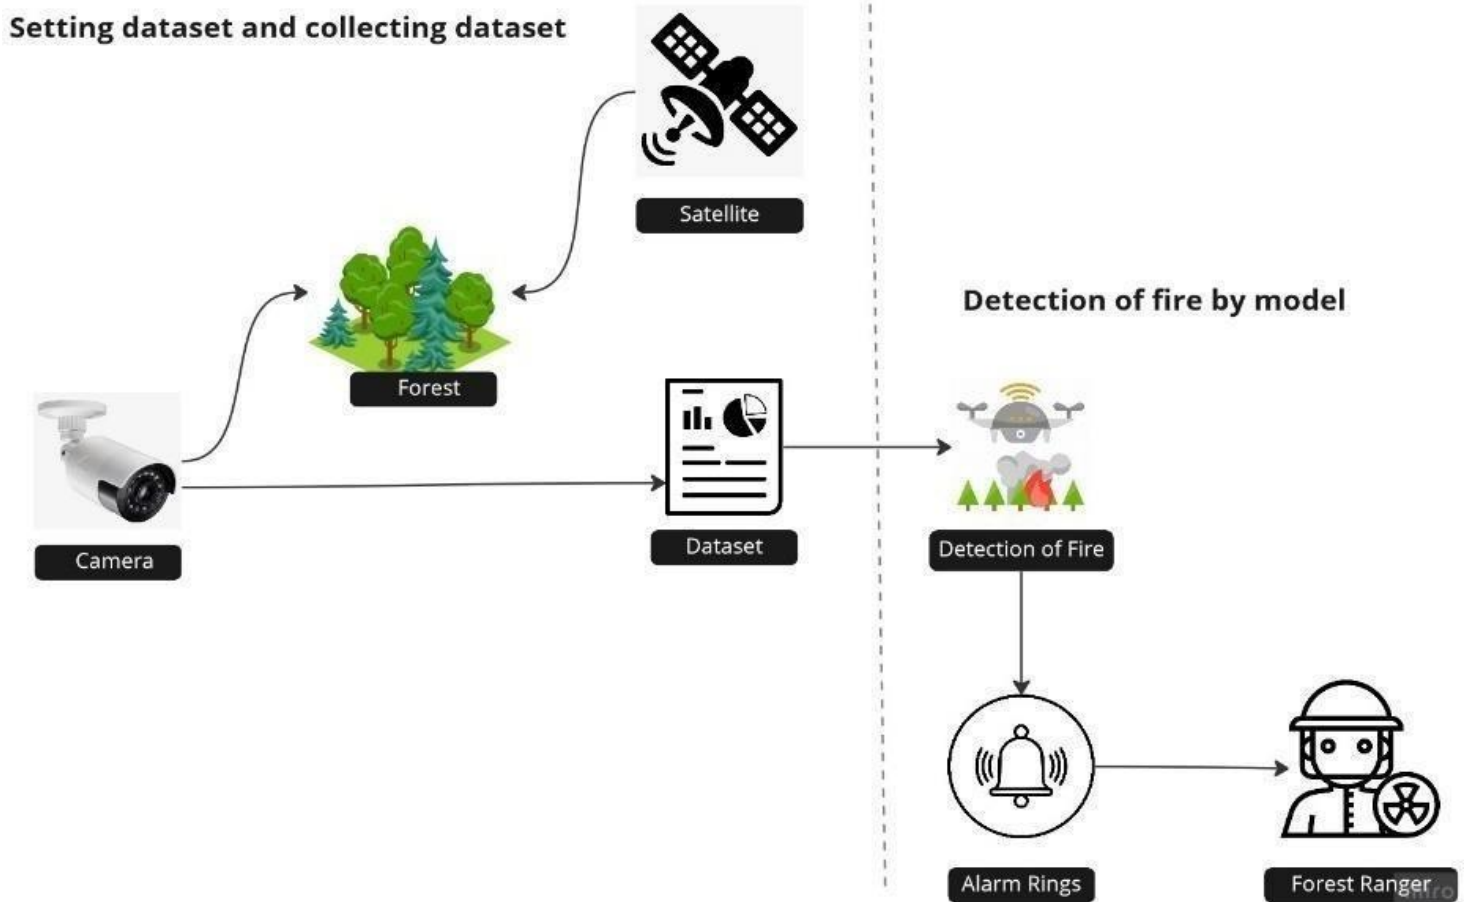 Setting dataset and collecting dataset
Satellite
Forest
Camera
Dataset
Detection of fire by model
Detection of Fire
Alarm Rings
Forest Ranger
miro